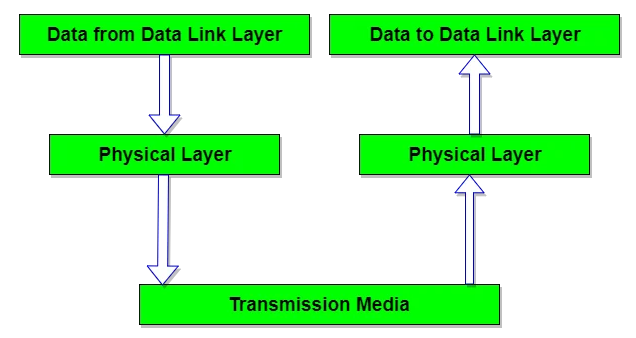 Data from Data Link Layer
Data to Data Link Layer
Physical Layer
Physical Layer
Transmission Media